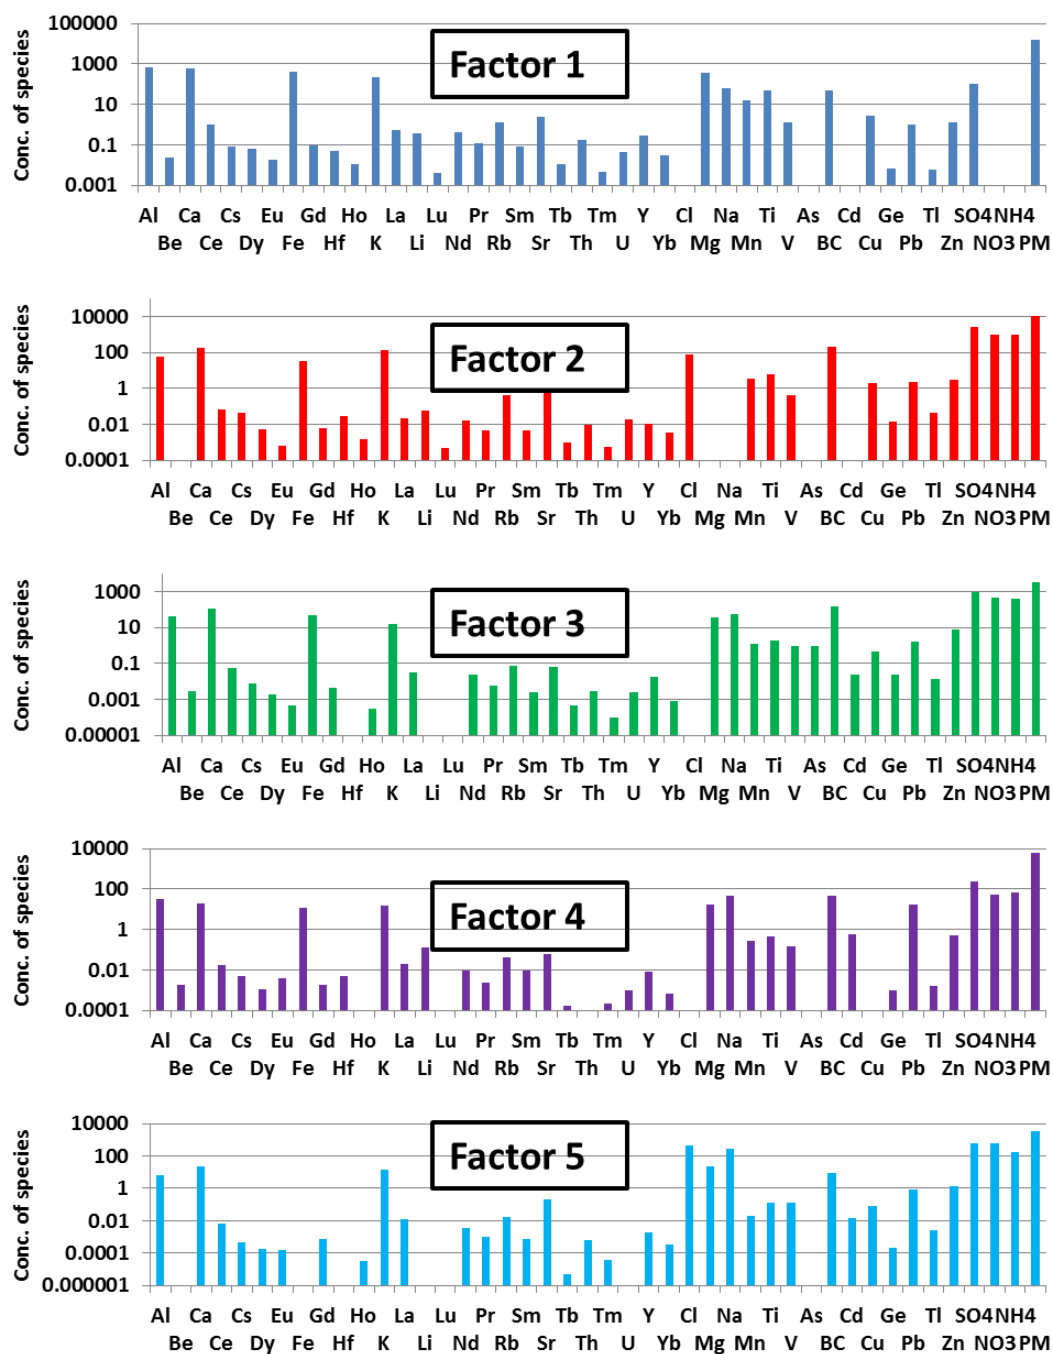 Conc. of species
100000
1000
10
0.1
0.001
Factor 1
Al Ca Cs Eu Gd Ho La Lu Pr Sm Tb Tm Y Cl Na Ti As Cd Ge Tl SO4 NH4
Be Ce Dy Fe Hf K Li Nd Rb Sr Th U Yb Mg Mn V BC Cu Pb Zn NO3 PM
Conc. of species
10000
100
1
0.01
0.0001
Factor 2
Al Ca Cs Eu Gd Ho La Lu Pr Sm Tb Tm Y Cl Na Ti As Cd Ge Tl SO4 NH4
Be Ce Dy Fe Hf K Li Nd Rb Sr Th U Yb Mg Mn V BC Cu Pb Zn NO3 PM
Conc. of species
1000
10
0.1
0.001
0.00001
Factor 3
Al Ca Cs Eu Gd Ho La Lu Pr Sm Tb Tm Y Cl Na Ti As Cd Ge Tl SO4 NH4
Be Ce Dy Fe Hf K Li Nd Rb Sr Th U Yb Mg Mn V BC Cu Pb Zn NO3 PM
Conc. of species
10000
100
1
0.01
0.0001
Factor 4
Al Ca Cs Eu Gd Ho La Lu Pr Sm Tb Tm Y Cl Na Ti As Cd Ge Tl SO4 NH4
Be Ce Dy Fe Hf K Li Nd Rb Sr Th U Yb Mg Mn V BC Cu Pb Zn NO3 PM
Conc. of species
10000
100
1
0.01
0.0001
0.000001
Factor 5
Al Ca Cs Eu Gd Ho La Lu Pr Sm Tb Tm Y Cl Na Ti As Cd Ge Tl SO4 NH4
Be Ce Dy Fe Hf K Li Nd Rb Sr Th U Yb Mg Mn V BC Cu Pb Zn NO3 PM